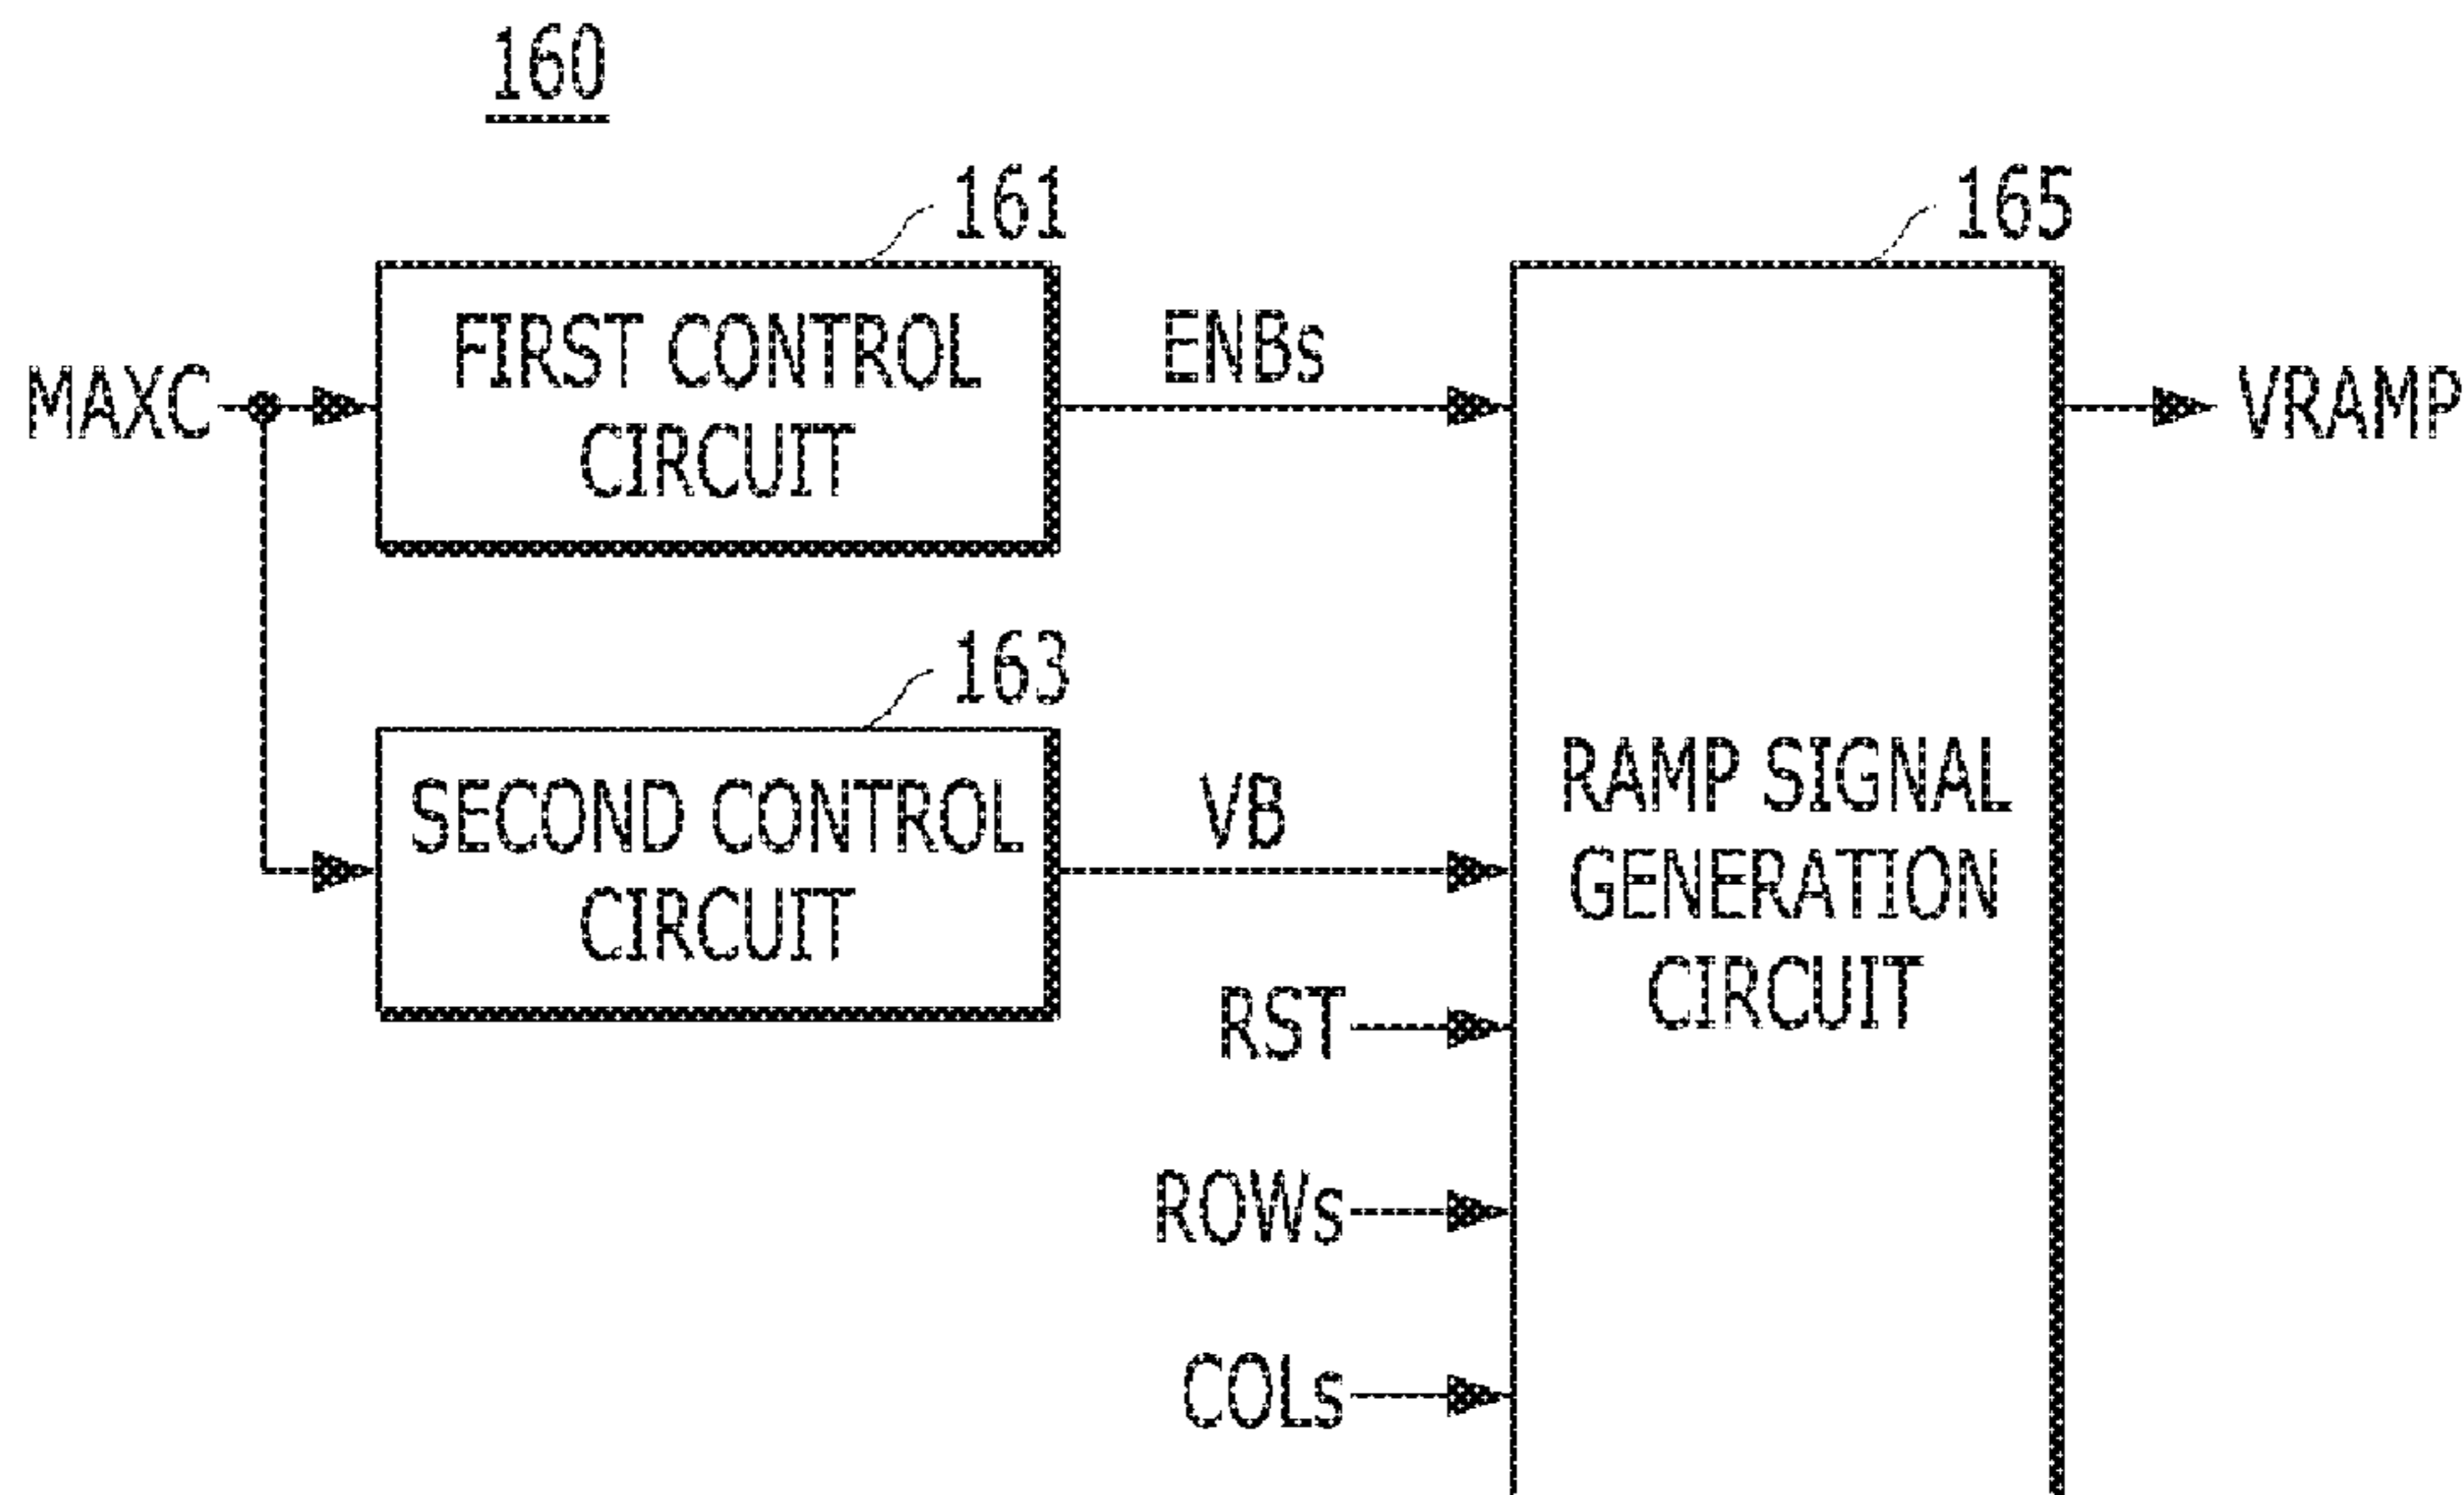 160
161
165
FIRST CONTROL
CIRCUIT
MAXC
ENBs
VRAMP
163
SECOND CONTROL
CIRCUIT
VB
RAMP SIGNAL
GENERATION
CIRCUIT
RST
ROWs
COLs